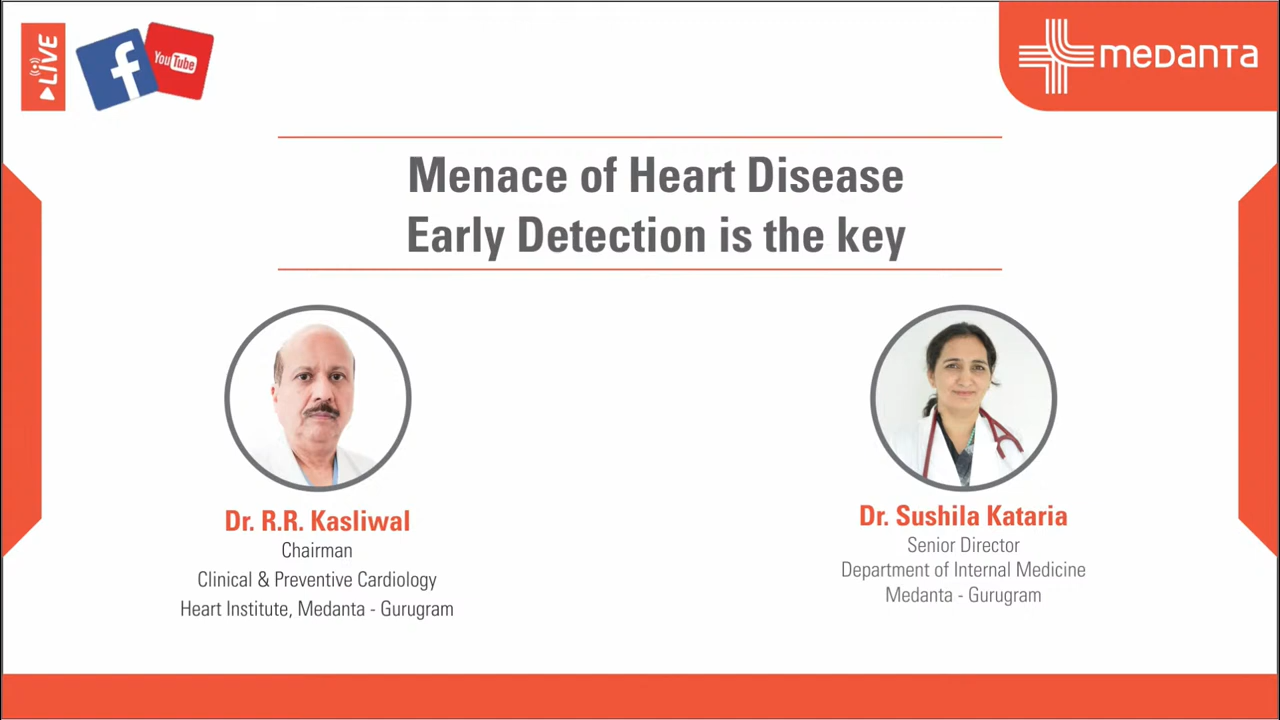 LIVE
f
YouTube
medanta
Menace of Heart Disease
Early Detection is the key
Dr. R.R. Kasliwal
Chairman
Clinical & Preventive Cardiology
Heart Institute, Medanta - Gurugram
Dr. Sushila Kataria
Senior Director
Department of Internal Medicine
Medanta - Gurugram